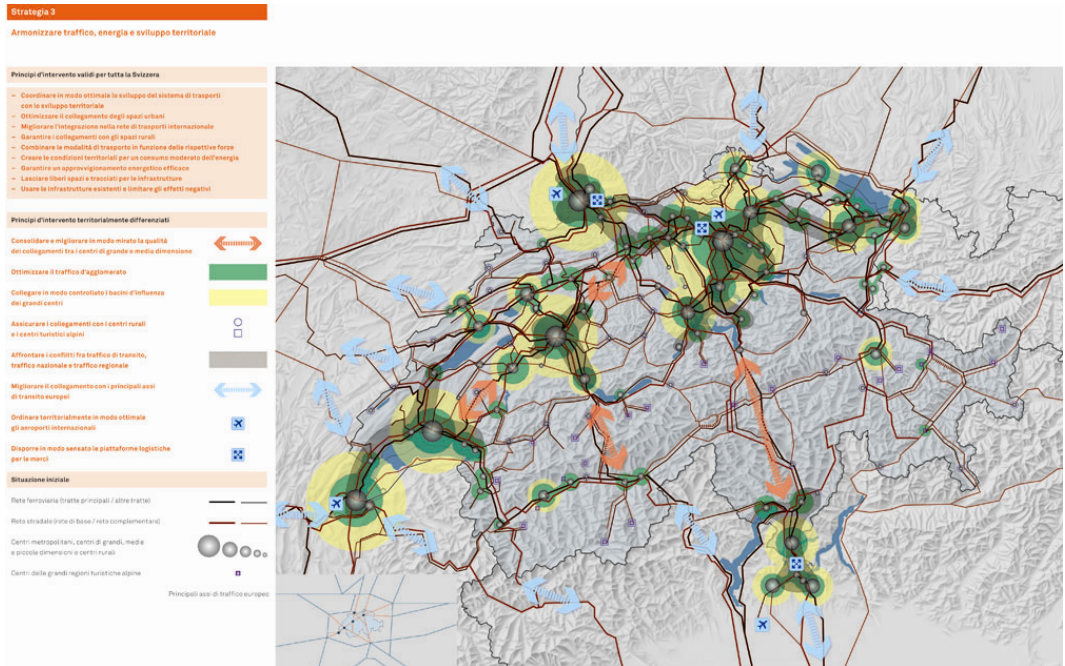 Strategia 3
Armonizzare traffico, energia e sviluppo territoriale
Principi d'intervento validi per tutta la Svizzera
– Coordinare in modo ottimale lo sviluppo del sistema di trasporti
con lo sviluppo territoriale
– Ottimizzare il collegamento degli spazi urbani
– Migliorare l'integrazione nella rete di trasporti internazionale
– Garantire i collegamenti con gli spazi rurali
– Combinare le modalità di trasporto in funzione delle rispettive forze
– Creare le condizioni territoriali per un consumo moderato dell'energia
– Garantire un approvvigionamento energetico efficace
– Lasciare liberi spazi e tracciati per le infrastrutture
– Usare le infrastrutture esistenti e limitare gli effetti negativi
Principi d'intervento territorialmente differenziati
Consolidare e migliorare in modo mirato la qualità
dei collegamenti tra i centri di grande e media dimensione
Ottimizzare il traffico d'agglomerato
Collegare in modo controllato i bacini d'influenza
dei grandi centri
Assicurare i collegamenti con i centri rurali
e i centri turistici alpini
Affrontare i conflitti fra traffico di transito,
traffico nazionale e traffico regionale
Migliorare il collegamento con i principali assi
di transito europei
Ordinare territorialmente in modo ottimale
gli aeroporti internazionali
Disporre in modo sensato le piattaforme logistiche
per le merci
Situazione iniziale
Rete ferroviaria (tratte principali / altre tratte)
Rete stradale (rete di base / rete complementare)
Centri metropolitani, centri di grandi, medie
e piccole dimensioni e centri rurali
Centri delle grandi regioni turistiche alpine
Principali assi di traffico europeo